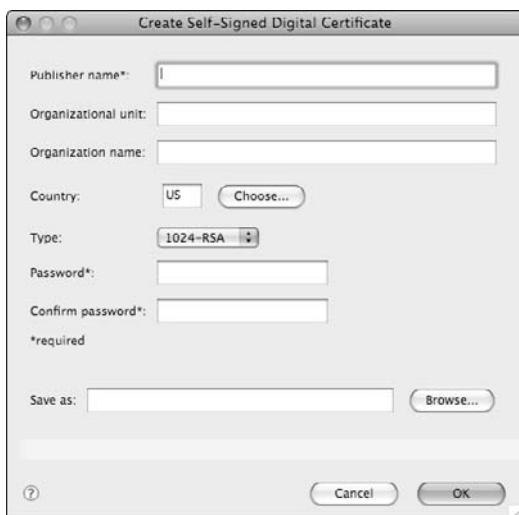 Create Self-Signed Digital Certificate
Publisher name*:
Organizational unit:
Organization name:
Country: US Choose...
Type: 1024-RSA
Password*:
Confirm password*:
*required
Save as: Browse...
? Cancel OK